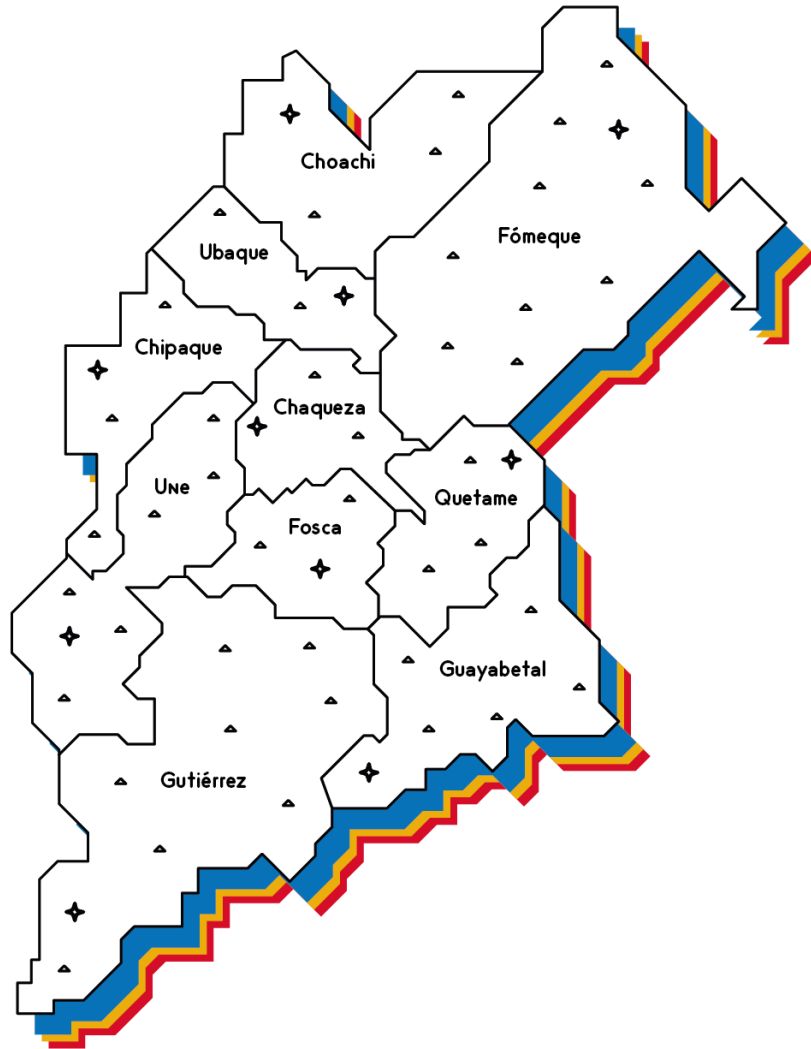 Choachi
Fómeque
Ubaque
Chipaque
Chaqueza
Une
Quetame
Fosca
Guayabetal
Gutiérrez